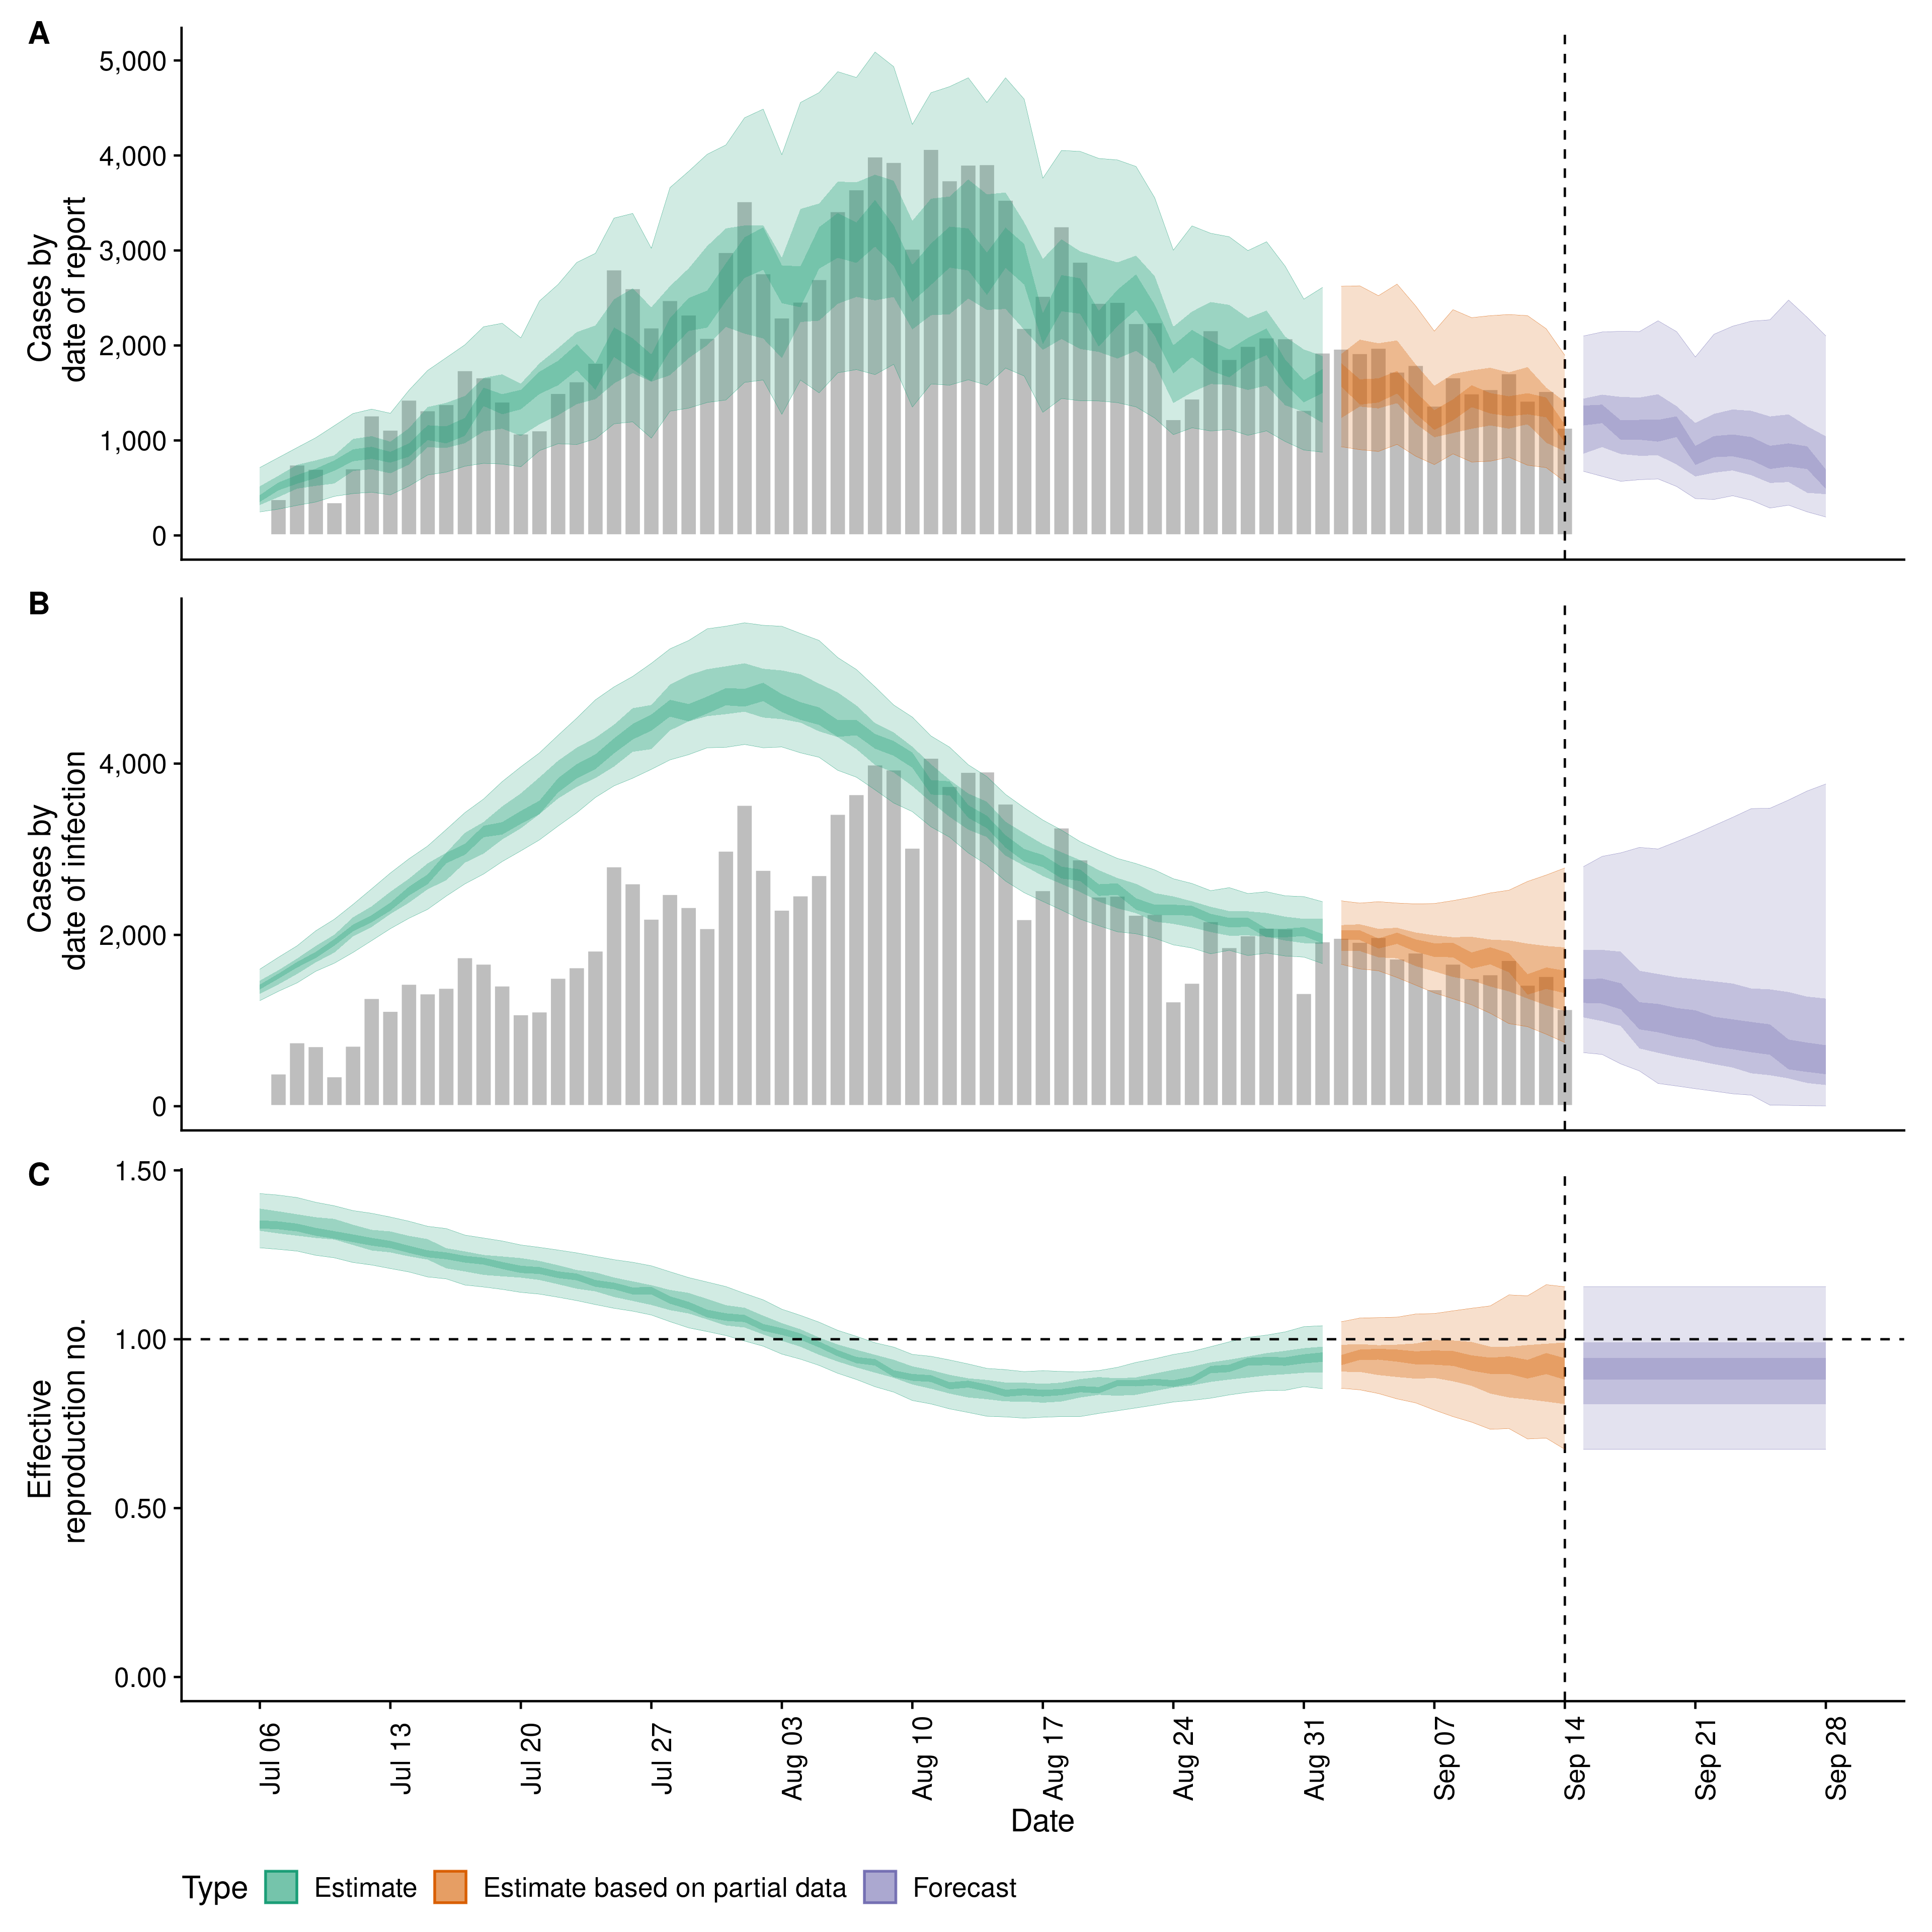 A
5,000
4,000
3,000
2,000
1,000
0
Cases by
date of report
B
4,000
2,000
0
Cases by
date of infection
C
1.50
1.00
0.50
0.00
Effective
reproduction no.
Jul 06
Jul 13
Jul 20
Jul 27
Aug 03
Aug 10
Aug 17
Aug 24
Aug 31
Sep 07
Sep 14
Sep 21
Sep 28
Date
Type Estimate Estimate based on partial data Forecast